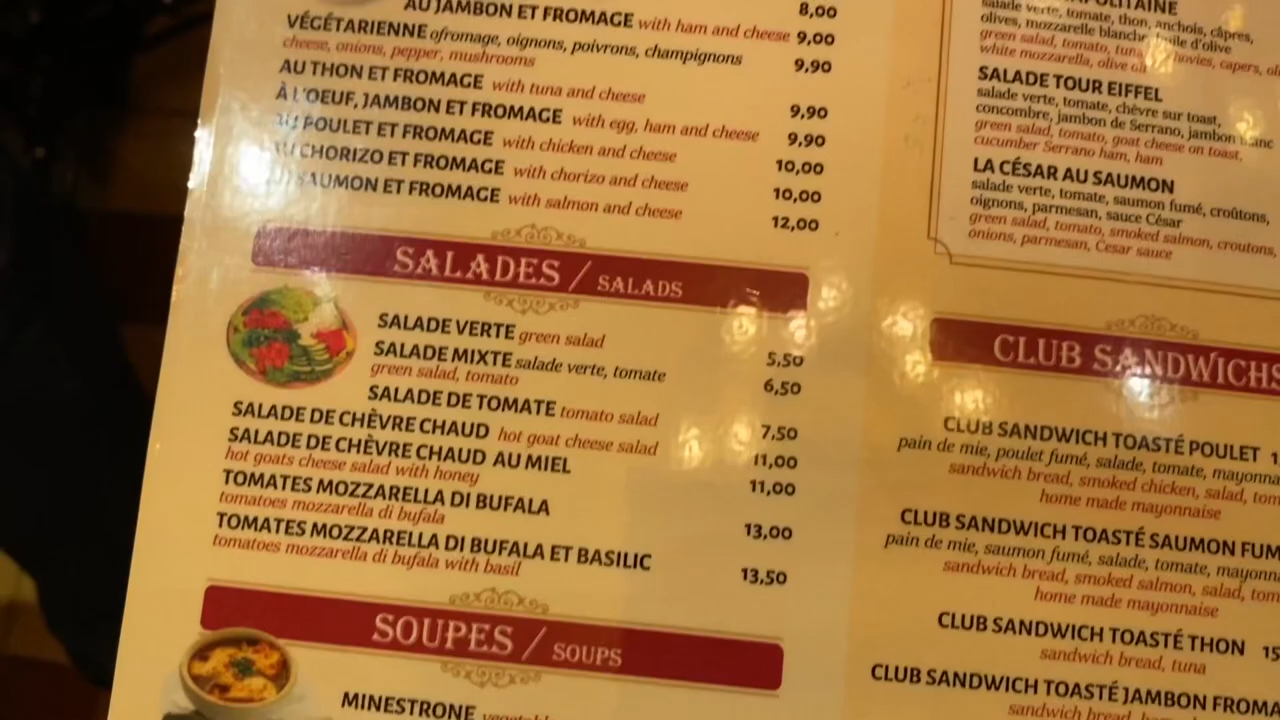 AU JAMBON ET FROMAGE with ham and cheese 8,00
VÉGÉTARIENNE ofromage, oignons, poivrons, champignons 9,00
cheese, onions, pepper, mushrooms
AU THON ET FROMAGE with tuna and cheese 9,90
À L'OEUF, JAMBON ET FROMAGE with egg, ham and cheese 9,90
AU POULET ET FROMAGE with chicken and cheese 9,90
AU CHORIZO ET FROMAGE with chorizo and cheese 10,00
AU SAUMON ET FROMAGE with salmon and cheese 10,00
12,00
SALADES / SALADS
SALADE VERTE green salad 5,50
SALADE MIXTE salade verte, tomate 6,50
green salad, tomato
SALADE DE TOMATE tomato salad 7,50
SALADE DE CHÈVRE CHAUD hot goat cheese salad 11,00
SALADE DE CHÈVRE CHAUD AU MIEL 11,00
hot goats cheese salad with honey
TOMATES MOZZARELLA DI BUFALA 13,00
tomatoes mozzarella di bufala
TOMATES MOZZARELLA DI BUFALA ET BASILIC 13,50
tomatoes mozzarella di bufala with basil
SOUPES / SOUPS
MINESTRONE
salade verte, tomate, thon, anchois, câpres,
olives, mozzarelle blanche, huile d'olive
green salad, tomato, tuna, capers,
white mozzarella, olive oil
SALADE TOUR EIFFEL
salade verte, tomate, chèvre sur toast,
concombre, jambon de Serrano, jambon blanc
green salad, tomato, goat cheese on toast,
cucumber Serrano ham, ham
LA CÉSAR AU SAUMON
salade verte, tomate, saumon fumé, croûtons,
oignons, parmesan, sauce César
green salad, tomato, smoked salmon, croutons,
onions, parmesan, Cesar sauce
CLUB SANDWICHS
CLUB SANDWICH TOASTÉ POULET
pain de mie, poulet fumé, salade, tomate,
sandwich bread, smoked chicken, salad,
home made mayonnaise
CLUB SANDWICH TOASTÉ SAUMON
pain de mie, saumon fumé, salade, tomate,
sandwich bread, smoked salmon, salad,
home made mayonnaise
CLUB SANDWICH TOASTÉ THON
sandwich bread, tuna
CLUB SANDWICH TOASTÉ JAMBON
sandwich bread,